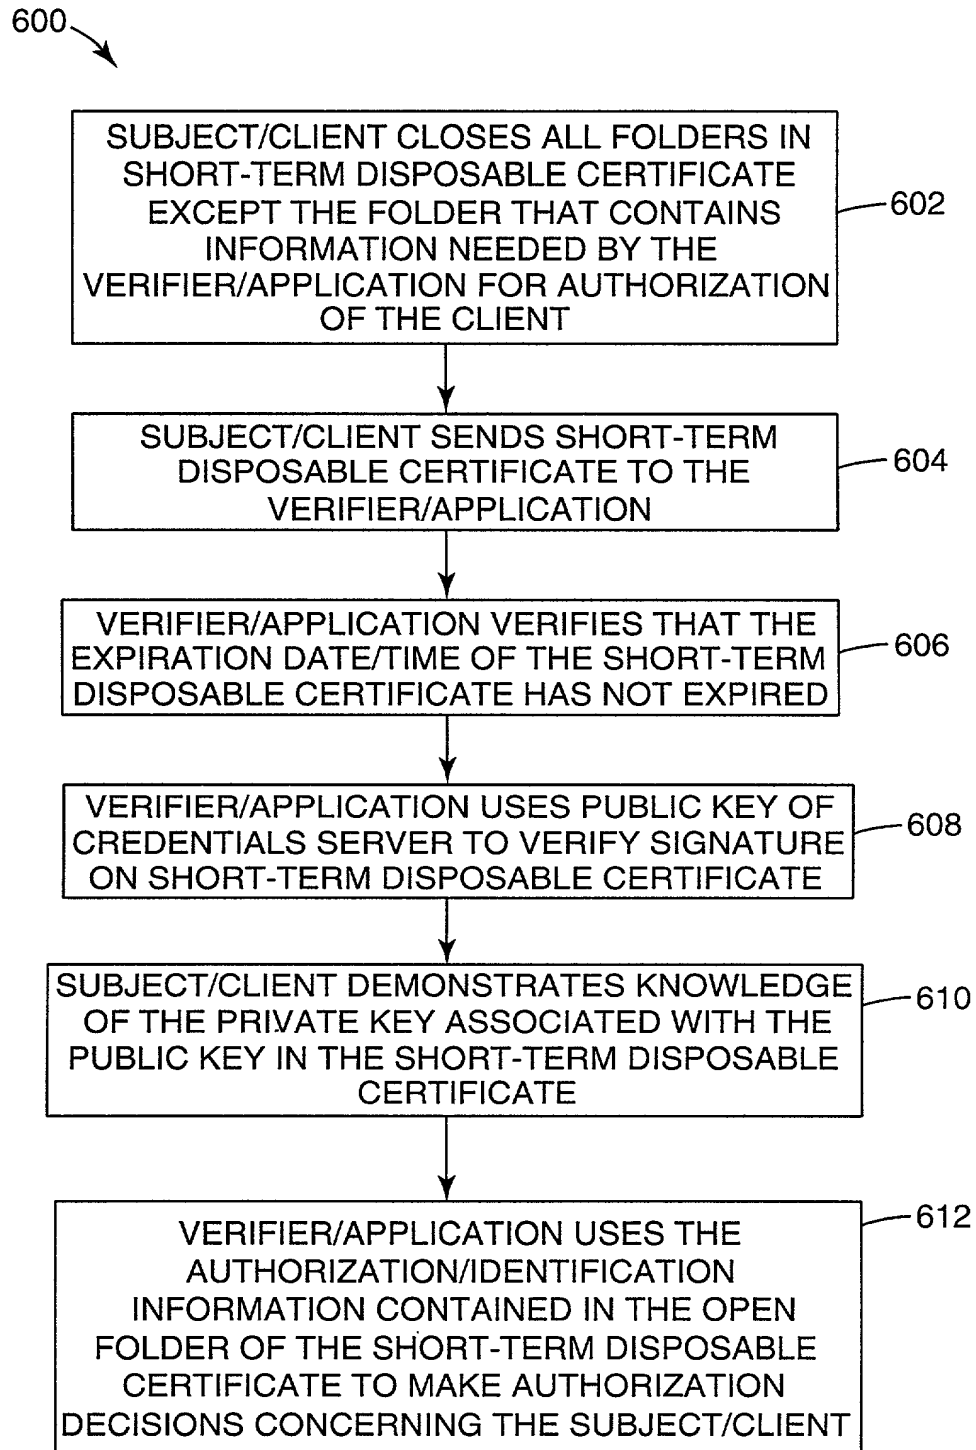 600
SUBJECT/CLIENT CLOSES ALL FOLDERS IN
SHORT-TERM DISPOSABLE CERTIFICATE
EXCEPT THE FOLDER THAT CONTAINS
INFORMATION NEEDED BY THE
VERIFIER/APPLICATION FOR AUTHORIZATION
OF THE CLIENT
602
SUBJECT/CLIENT SENDS SHORT-TERM
DISPOSABLE CERTIFICATE TO THE
VERIFIER/APPLICATION
604
VERIFIER/APPLICATION VERIFIES THAT THE
EXPIRATION DATE/TIME OF THE SHORT-TERM
DISPOSABLE CERTIFICATE HAS NOT EXPIRED
606
VERIFIER/APPLICATION USES PUBLIC KEY OF
CREDENTIALS SERVER TO VERIFY SIGNATURE
ON SHORT-TERM DISPOSABLE CERTIFICATE
608
SUBJECT/CLIENT DEMONSTRATES KNOWLEDGE
OF THE PRIVATE KEY ASSOCIATED WITH THE
PUBLIC KEY IN THE SHORT-TERM DISPOSABLE
CERTIFICATE
610
VERIFIER/APPLICATION USES THE
AUTHORIZATION/IDENTIFICATION
INFORMATION CONTAINED IN THE OPEN
FOLDER OF THE SHORT-TERM DISPOSABLE
CERTIFICATE TO MAKE AUTHORIZATION
DECISIONS CONCERNING THE SUBJECT/CLIENT
612